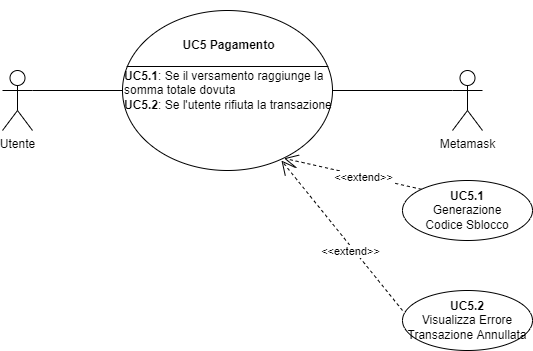 UC5 Pagamento
UC5.1: Se il versamento raggiunge la
somma totale dovuta
UC5.2: Se l'utente rifiuta la transazione
Utente
Metamask
<<extend>>
UC5.1
Generazione
Codice Sblocco
<<extend>>
UC5.2
Visualizza Errore
Transazione Annullata